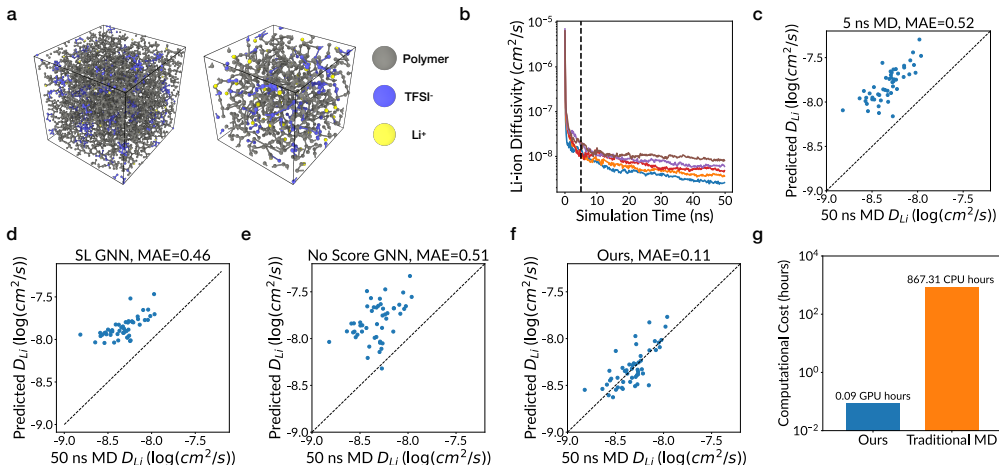 a
Polymer
TFSI⁻
Li⁺
b
Li-ion Diffusivity (cm²/s)
10⁻⁵
10⁻⁶
10⁻⁷
10⁻⁸
0 10 20 30 40 50
Simulation Time (ns)
c
5 ns MD, MAE=0.52
Predicted D_Li (log(cm²/s))
-7.5
-8.0
-8.5
-9.0
-9.0 -8.5 -8.0 -7.5
50 ns MD D_Li (log(cm²/s))
d
SL GNN, MAE=0.46
Predicted D_Li (log(cm²/s))
-7.5
-8.0
-8.5
-9.0
-9.0 -8.5 -8.0 -7.5
50 ns MD D_Li (log(cm²/s))
e
No Score GNN, MAE=0.51
Predicted D_Li (log(cm²/s))
-7.5
-8.0
-8.5
-9.0
-9.0 -8.5 -8.0 -7.5
50 ns MD D_Li (log(cm²/s))
f
Ours, MAE=0.11
Predicted D_Li (log(cm²/s))
-7.5
-8.0
-8.5
-9.0
-9.0 -8.5 -8.0 -7.5
50 ns MD D_Li (log(cm²/s))
g
Computational Cost (hours)
10⁴
10²
10⁰
10⁻²
867.31 CPU hours
0.09 GPU hours
Ours Traditional MD